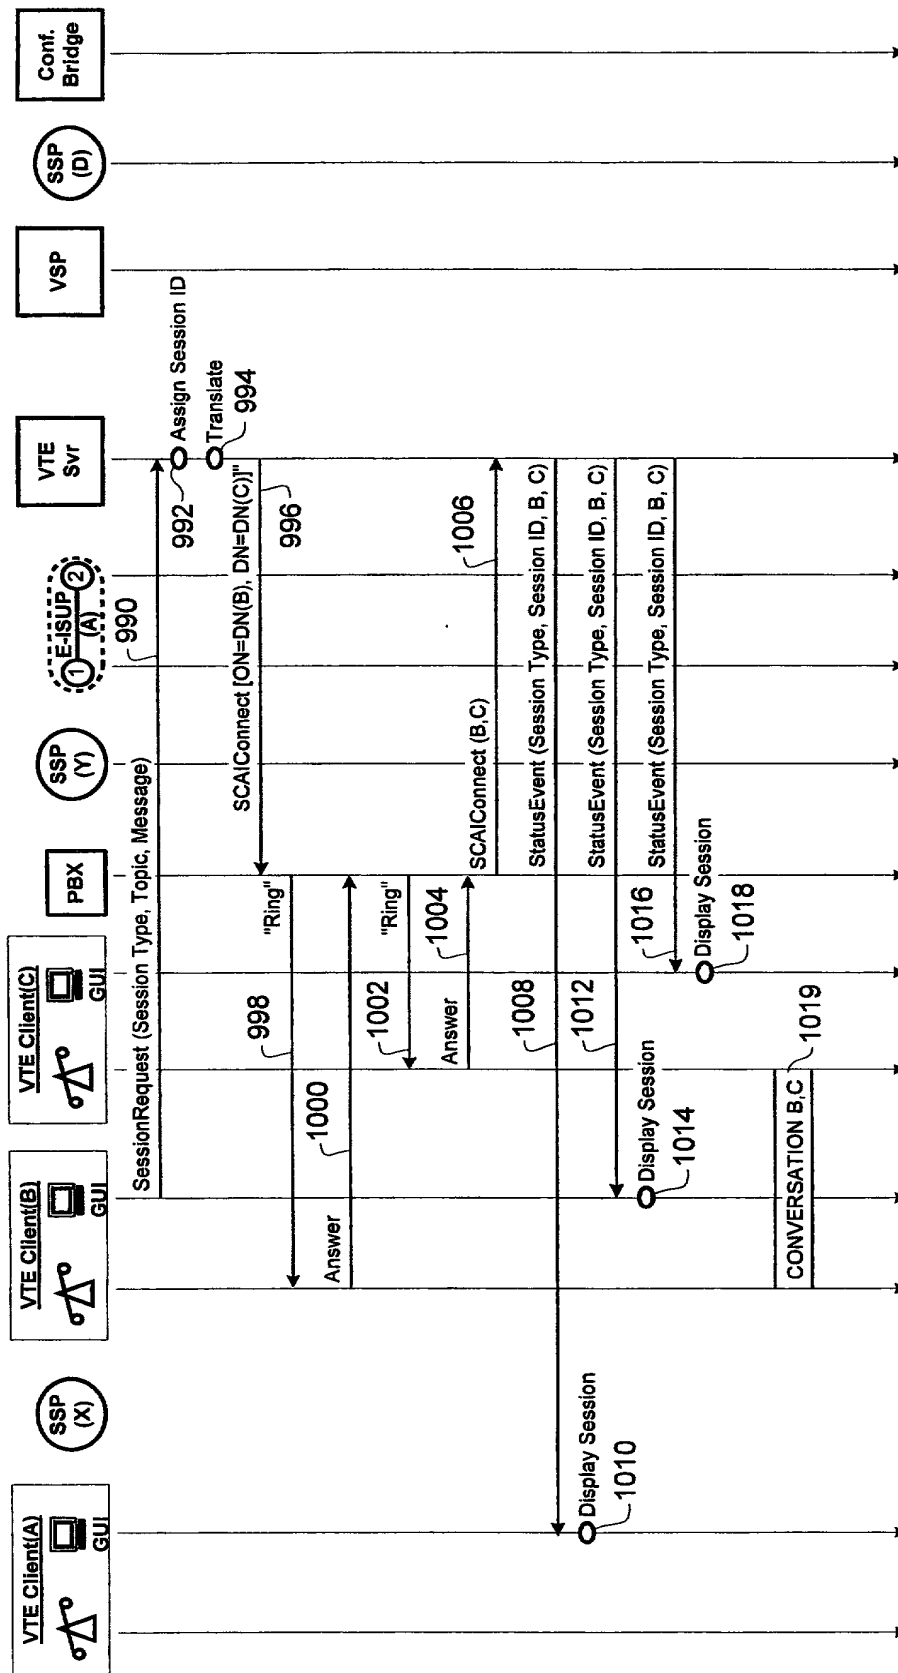 VTE Client(A)
GUI
SSP
(X)
VTE Client(B)
GUI
VTE Client(C)
GUI
PBX
SSP
(Y)
E-ISUP
(A)
1
2
VTE
Svr
VSP
SSP
(D)
Conf.
Bridge
SessionRequest (Session Type, Topic, Message)
990
992
Assign Session ID
Translate
994
SCAIConnect [ON=DN(B), DN=DN(C)]"
996
"Ring"
998
Answer
1000
"Ring"
1002
Answer
1004
SCAIConnect (B,C)
1006
StatusEvent (Session Type, Session ID, B, C)
1008
Display Session
1010
StatusEvent (Session Type, Session ID, B, C)
1012
Display Session
1014
StatusEvent (Session Type, Session ID, B, C)
1016
Display Session
1018
CONVERSATION B,C
1019